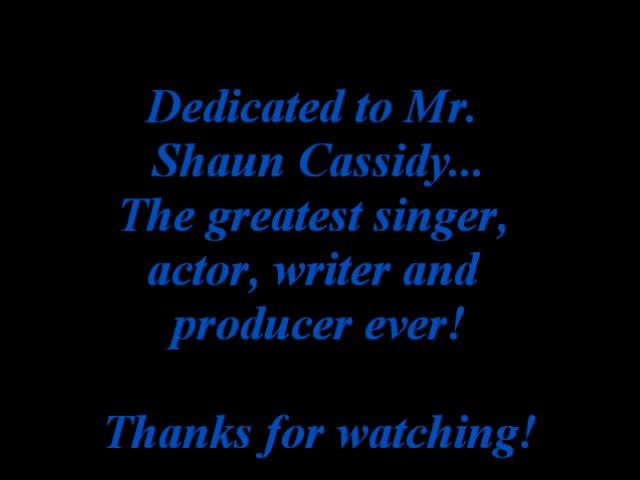 Dedicated to Mr.
Shaun Cassidy...
The greatest singer,
actor, writer and
producer ever!
Thanks for watching!